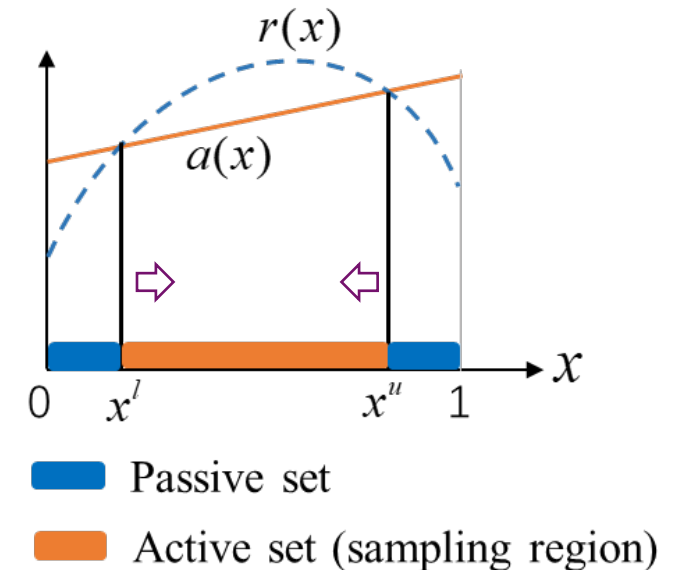 r(x)
a(x)
x
0 x^l x^u 1
Passive set
Active set (sampling region)